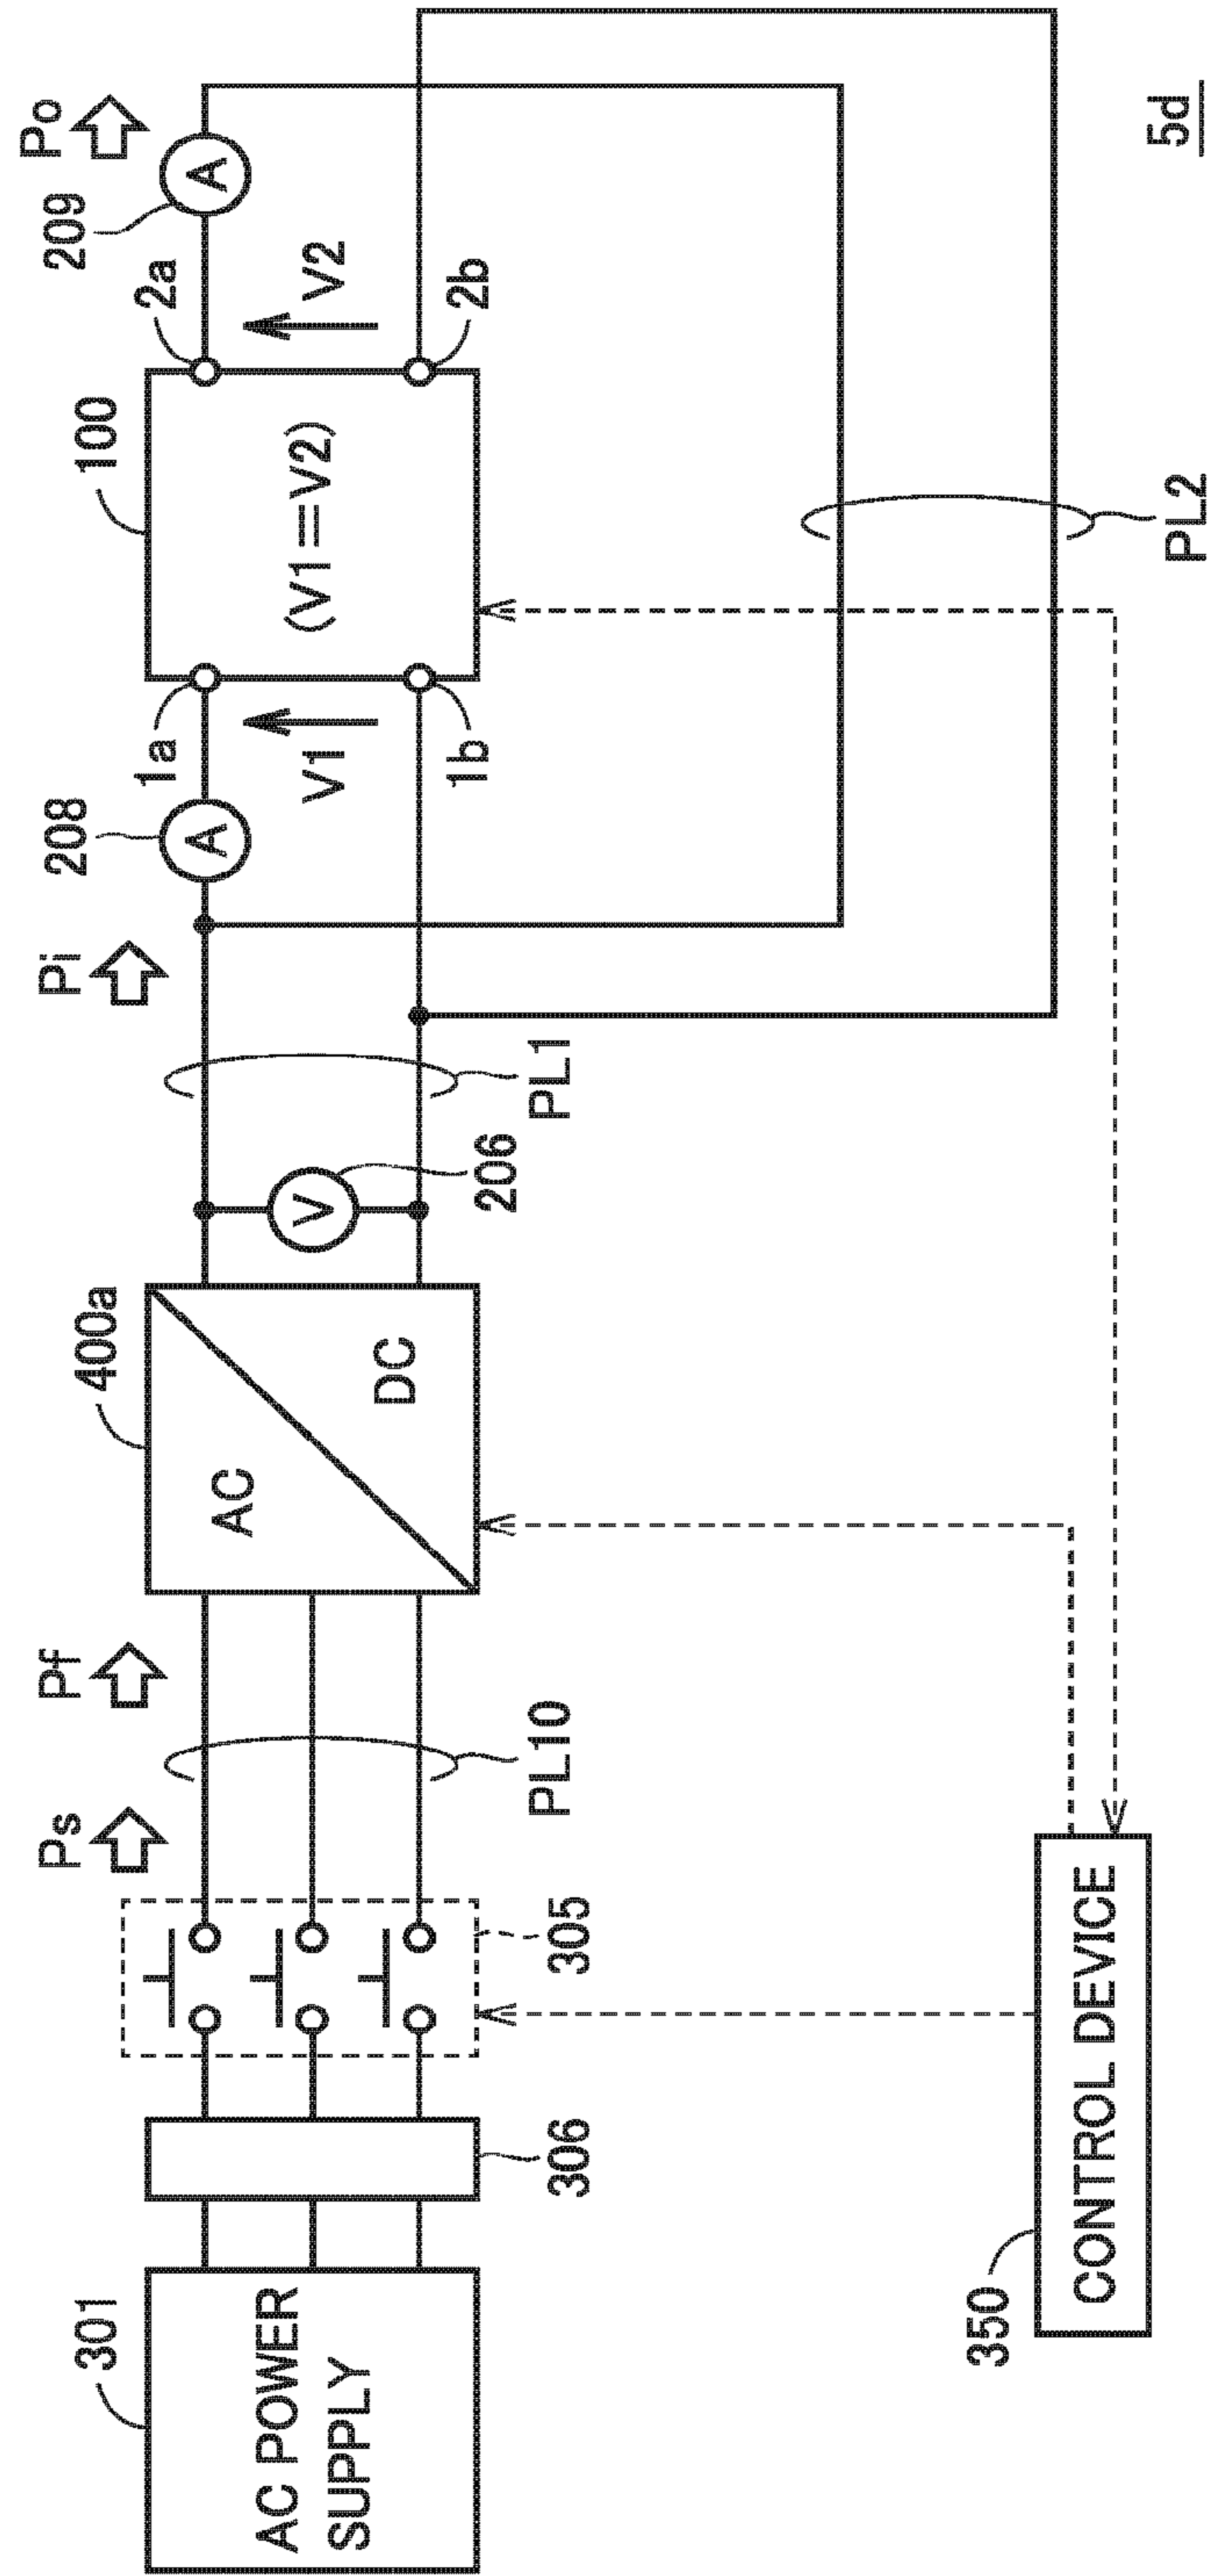 301
AC POWER
SUPPLY
306
305
Ps
PL10
Pf
400a
AC
DC
206
V
PL1
Pi
208
A
1a
V1
1b
100
(V1=V2)
2a
V2
2b
209
A
Po
PL2
350
CONTROL DEVICE
5d